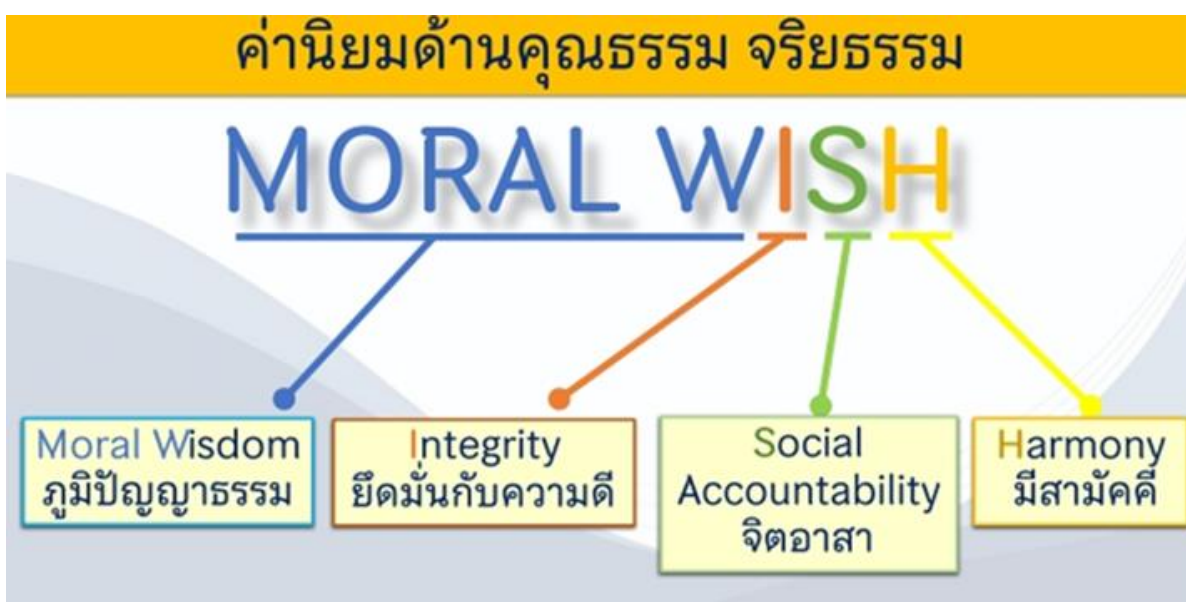 ค่านิยมด้านคุณธรรม จริยธรรม
MORAL WISH
Moral Wisdom
ภูมิปัญญาธรรม
Integrity
ยึดมั่นกับความดี
Social
Accountability
จิตอาสา
Harmony
มีสามัคคี